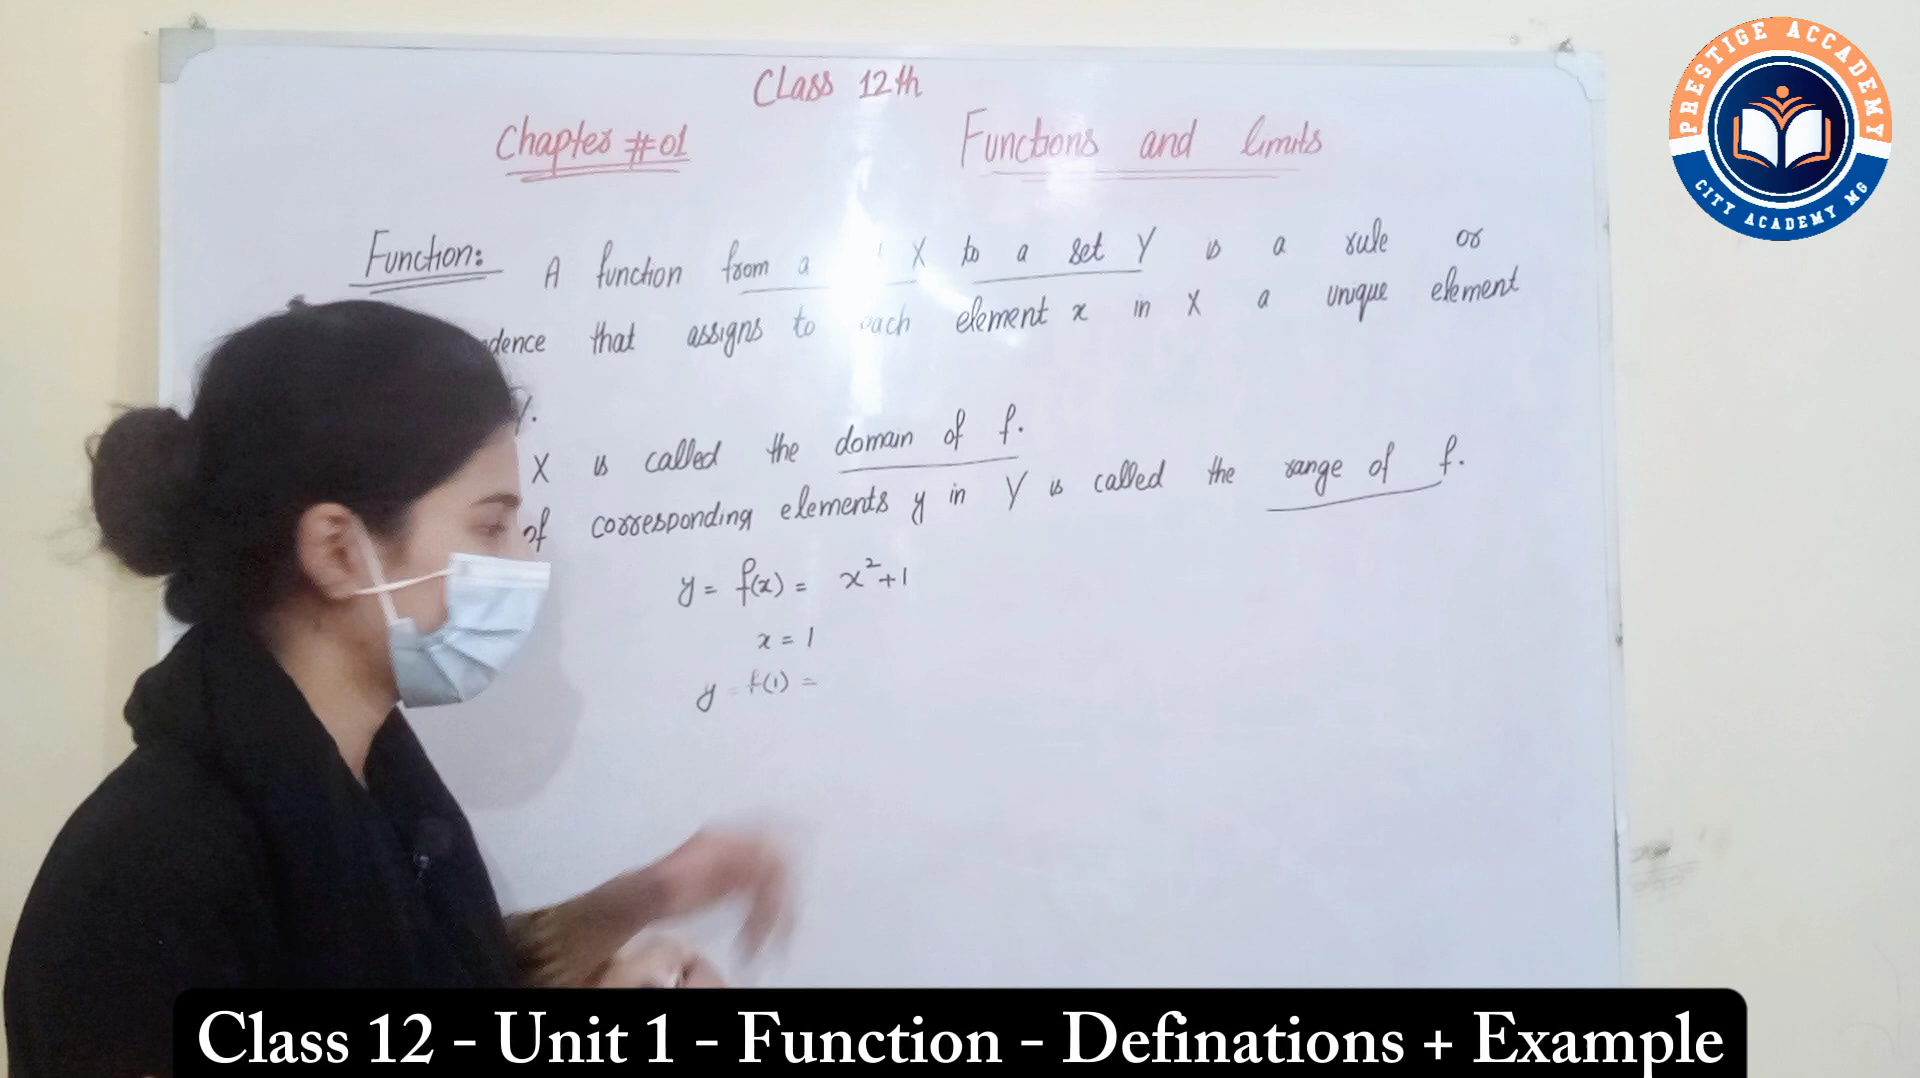 Class 12th
Chapter #01
Functions and limits
Function: A function from a X to a set Y is a rule or
dence that assigns to each element x in X a unique element
Y.
X is called the domain of f.
of corresponding elements y in Y is called the range of f.
y = f(x) = x²+1
x = 1
y = f(1) =
PRESTIGE ACCADEMY
CITY ACADEMY MG
Class 12 - Unit 1 - Function - Definations + Example